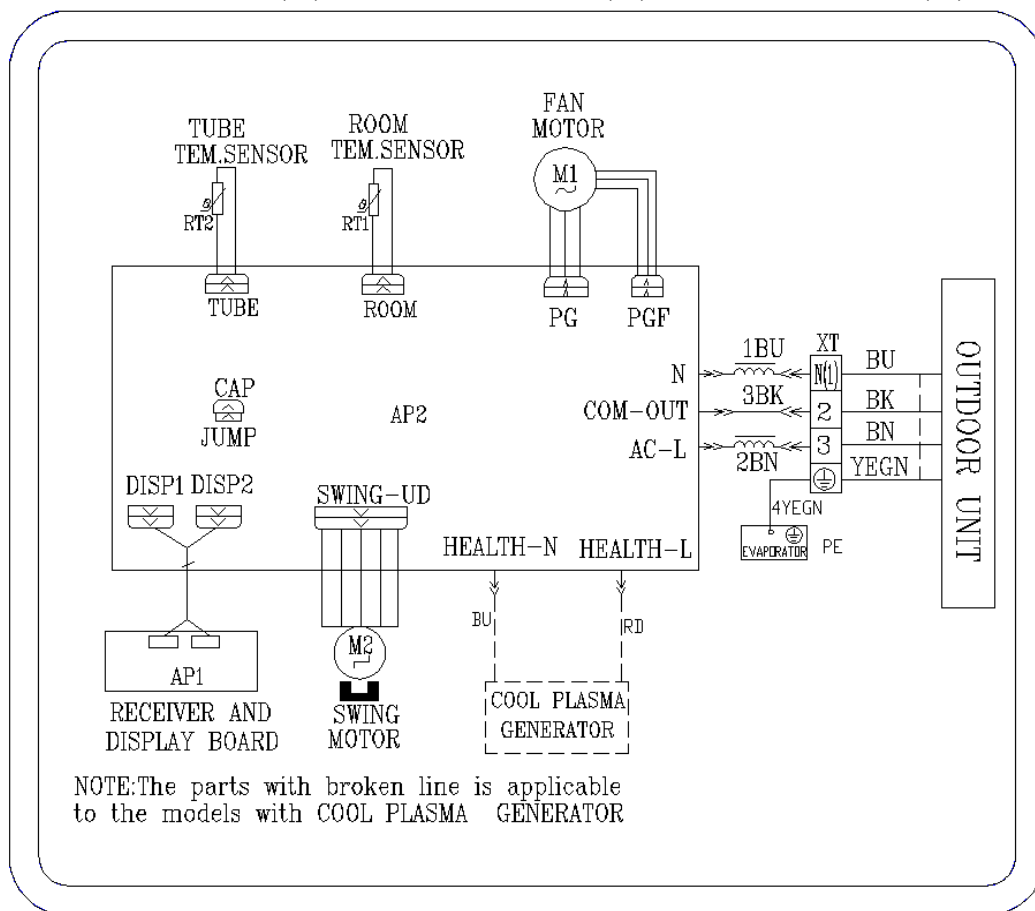 TUBE
TEM.SENSOR
ROOM
TEM.SENSOR
FAN
MOTOR
M1
RT2
RT1
TUBE
ROOM
PG
PGF
CAP
JUMP
AP2
N
COM-OUT
AC-L
1BU
3BK
2BN
XT
N(1)
2
3
BU
BK
BN
YEGN
OUTDOOR UNIT
4YEGN
EVAPORATOR
PE
DISP1
DISP2
SWING-UD
HEALTH-N
HEALTH-L
BU
RD
AP1
RECEIVER AND
DISPLAY BOARD
M2
SWING
MOTOR
COOL PLASMA
GENERATOR
NOTE:The parts with broken line is applicable
to the models with COOL PLASMA GENERATOR